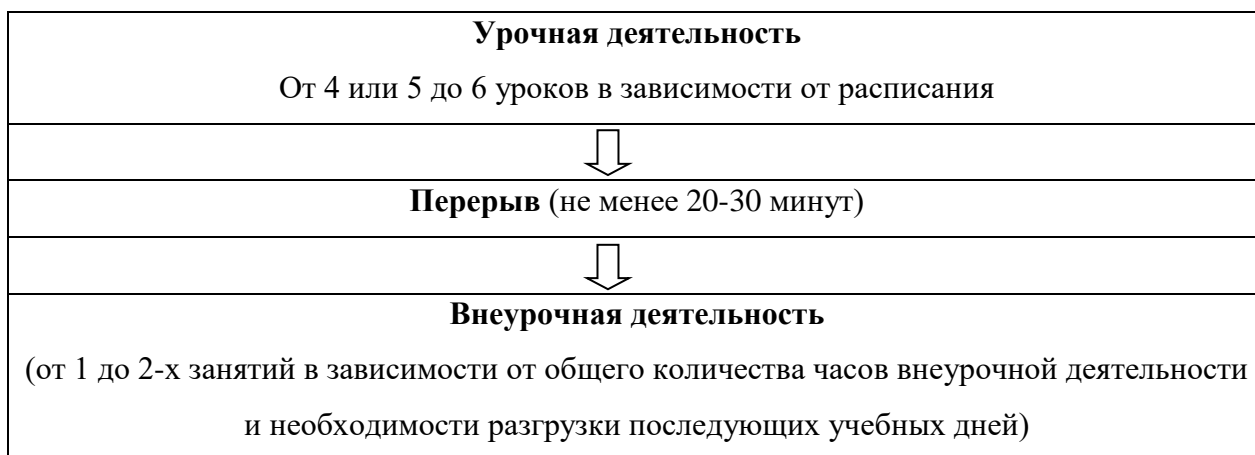 Урочная деятельность
От 4 или 5 до 6 уроков в зависимости от расписания
Перерыв (не менее 20-30 минут)
Внеурочная деятельность
(от 1 до 2-х занятий в зависимости от общего количества часов внеурочной деятельности
и необходимости разгрузки последующих учебных дней)